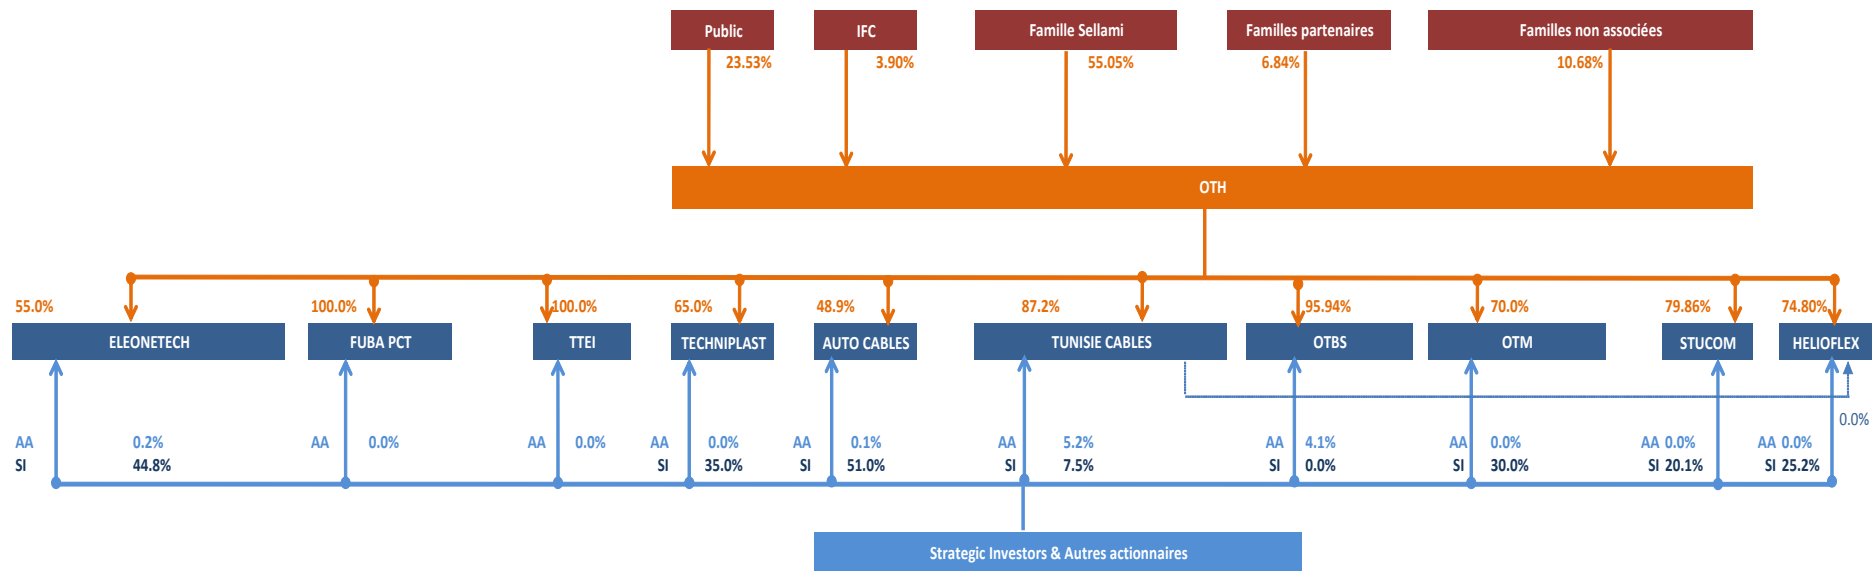 Public IFC Famille Sellami Familles partenaires Familles non associées
23.53% 3.90% 55.05% 6.84% 10.68%
OTH
55.0% 100.0% 100.0% 65.0% 48.9% 87.2% 95.94% 70.0% 79.86% 74.80%
ELEONETECH FUBA PCT TTEI TECHNIPLAST AUTO CABLES TUNISIE CABLES OTBS OTM STUCOM HELIOFLEX
0.0%
AA 0.2% AA 0.0% AA 0.0% AA 0.0% AA 0.1% AA 5.2% AA 4.1% AA 0.0% AA 0.0% AA 0.0%
SI 44.8% SI 35.0% SI 51.0% SI 7.5% SI 0.0% SI 30.0% SI 20.1% SI 25.2%
Strategic Investors & Autres actionnaires